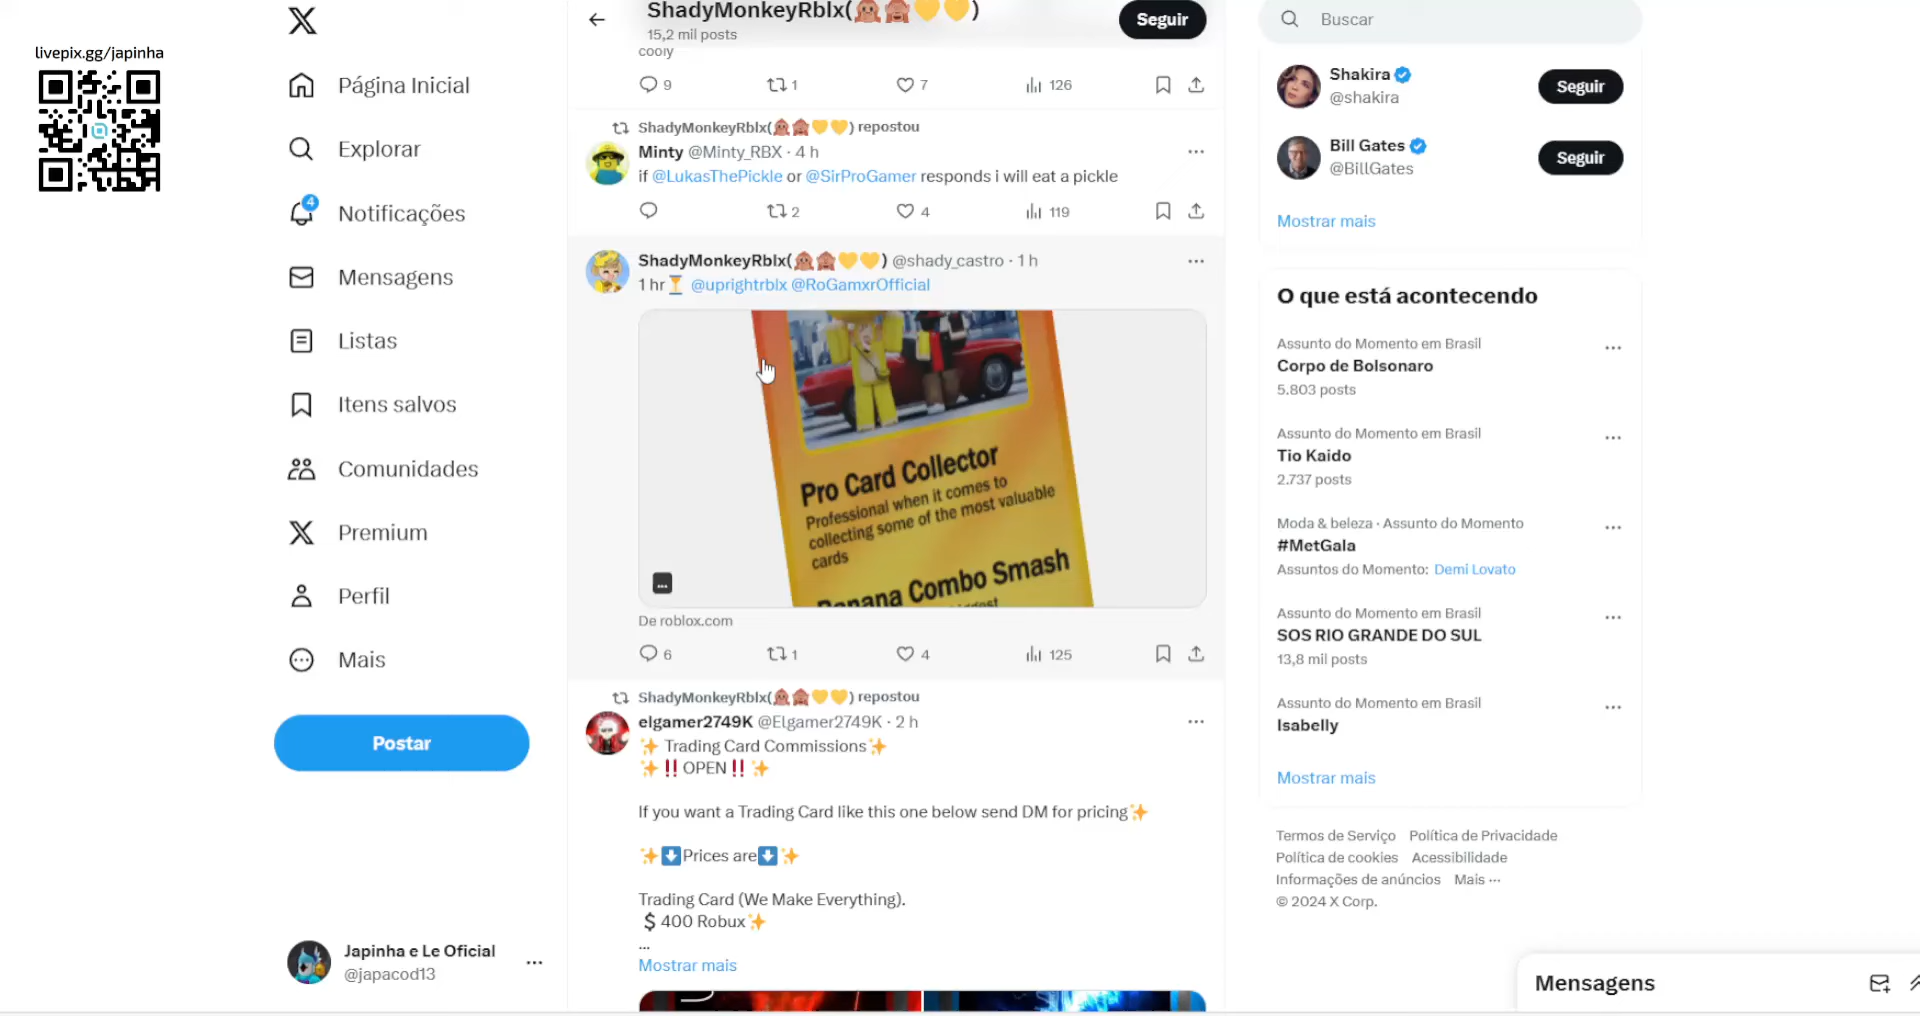 livepix.gg/japinha
Página Inicial
Explorar
4
Notificações
Mensagens
Listas
Itens salvos
Comunidades
Premium
Perfil
Mais
Postar
Japinha e Le Oficial
@japacod13
ShadyMonkeyRblx(🙊🙈💛💛)
15,2 mil posts
Seguir
cooly
9 1 7 126
ShadyMonkeyRblx(🙊🙈💛💛) repostou
Minty @Minty_RBX · 4 h
if @LukasThePickle or @SirProGamer responds i will eat a pickle
2 4 119
ShadyMonkeyRblx(🙊🙈💛💛) @shady_castro · 1 h
1 hr⏳ @uprightrblx @RoGamxrOfficial
Pro Card Collector
Professional when it comes to
collecting some of the most valuable
cards
Banana Combo Smash
De roblox.com
6 1 4 125
ShadyMonkeyRblx(🙊🙈💛💛) repostou
elgamer2749K @Elgamer2749K · 2 h
✨ Trading Card Commissions✨
✨‼️OPEN‼️✨
If you want a Trading Card like this one below send DM for pricing✨
✨⬇️Prices are⬇️✨
Trading Card (We Make Everything).
💲400 Robux✨
...
Mostrar mais
Buscar
Shakira
@shakira
Seguir
Bill Gates
@BillGates
Seguir
Mostrar mais
O que está acontecendo
Assunto do Momento em Brasil
Corpo de Bolsonaro
5.803 posts
Assunto do Momento em Brasil
Tio Kaido
2.737 posts
Moda & beleza · Assunto do Momento
#MetGala
Assuntos do Momento: Demi Lovato
Assunto do Momento em Brasil
SOS RIO GRANDE DO SUL
13,8 mil posts
Assunto do Momento em Brasil
Isabelly
Mostrar mais
Termos de Serviço Política de Privacidade
Política de cookies Acessibilidade
Informações de anúncios Mais ···
© 2024 X Corp.
Mensagens